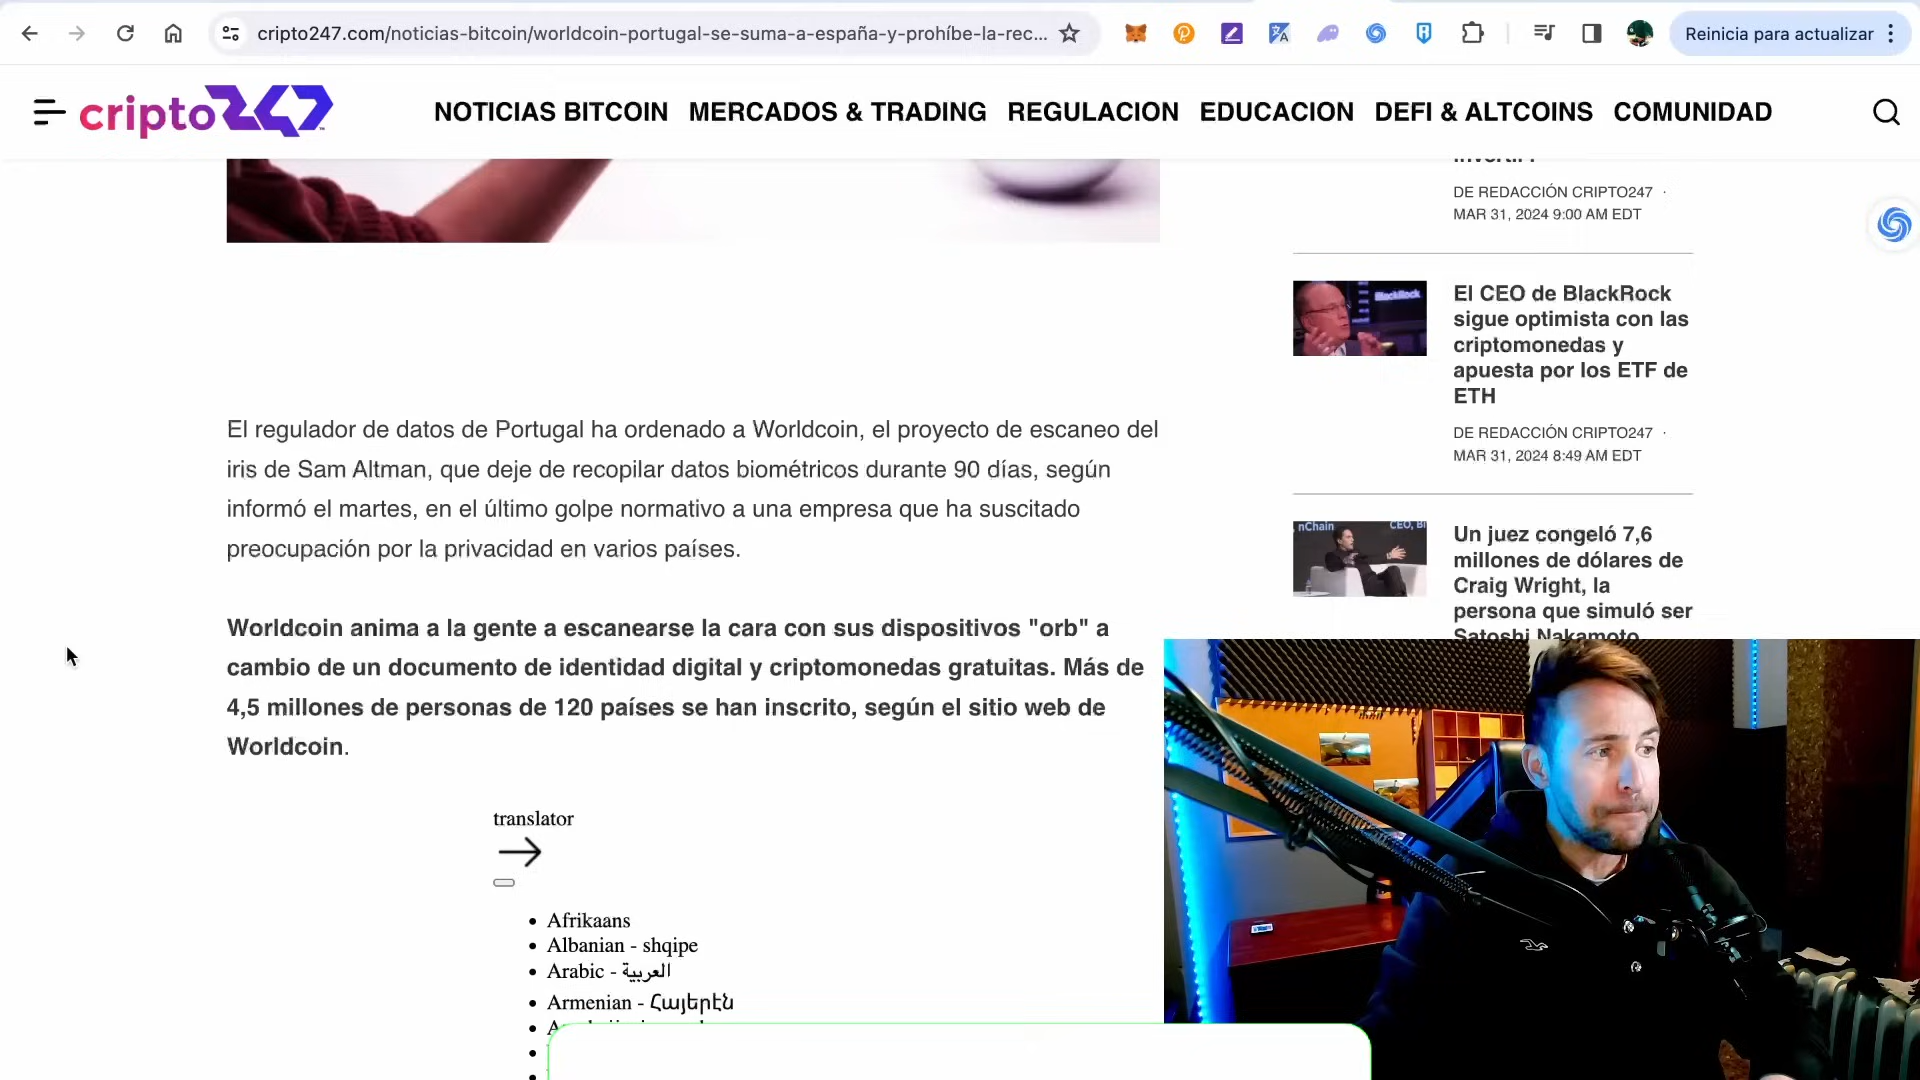 cripto247.com/noticias-bitcoin/worldcoin-portugal-se-suma-a-españa-y-prohíbe-la-rec...
Reinicia para actualizar
cripto247
NOTICIAS BITCOIN MERCADOS & TRADING REGULACION EDUCACION DEFI & ALTCOINS COMUNIDAD
DE REDACCIÓN CRIPTO247 ·
MAR 31, 2024 9:00 AM EDT
BlackRock
El CEO de BlackRock
sigue optimista con las
criptomonedas y
apuesta por los ETF de
ETH
DE REDACCIÓN CRIPTO247 ·
MAR 31, 2024 8:49 AM EDT
nChain
CEO, Bi
Un juez congeló 7,6
millones de dólares de
Craig Wright, la
persona que simuló ser
Satoshi Nakamoto
El regulador de datos de Portugal ha ordenado a Worldcoin, el proyecto de escaneo del
iris de Sam Altman, que deje de recopilar datos biométricos durante 90 días, según
informó el martes, en el último golpe normativo a una empresa que ha suscitado
preocupación por la privacidad en varios países.
Worldcoin anima a la gente a escanearse la cara con sus dispositivos "orb" a
cambio de un documento de identidad digital y criptomonedas gratuitas. Más de
4,5 millones de personas de 120 países se han inscrito, según el sitio web de
Worldcoin.
translator
Afrikaans
Albanian - shqipe
Arabic - العربية
Armenian - Հայերէն